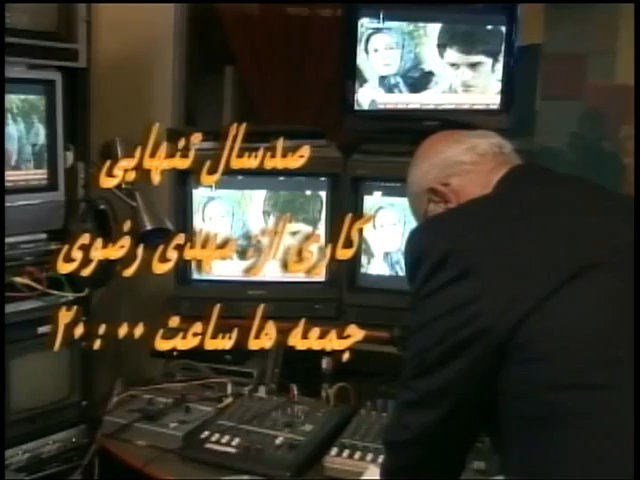 صدسال تنهایی
کاری از مهدی رضوی
جمعه ها ساعت ۲۰:۰۰